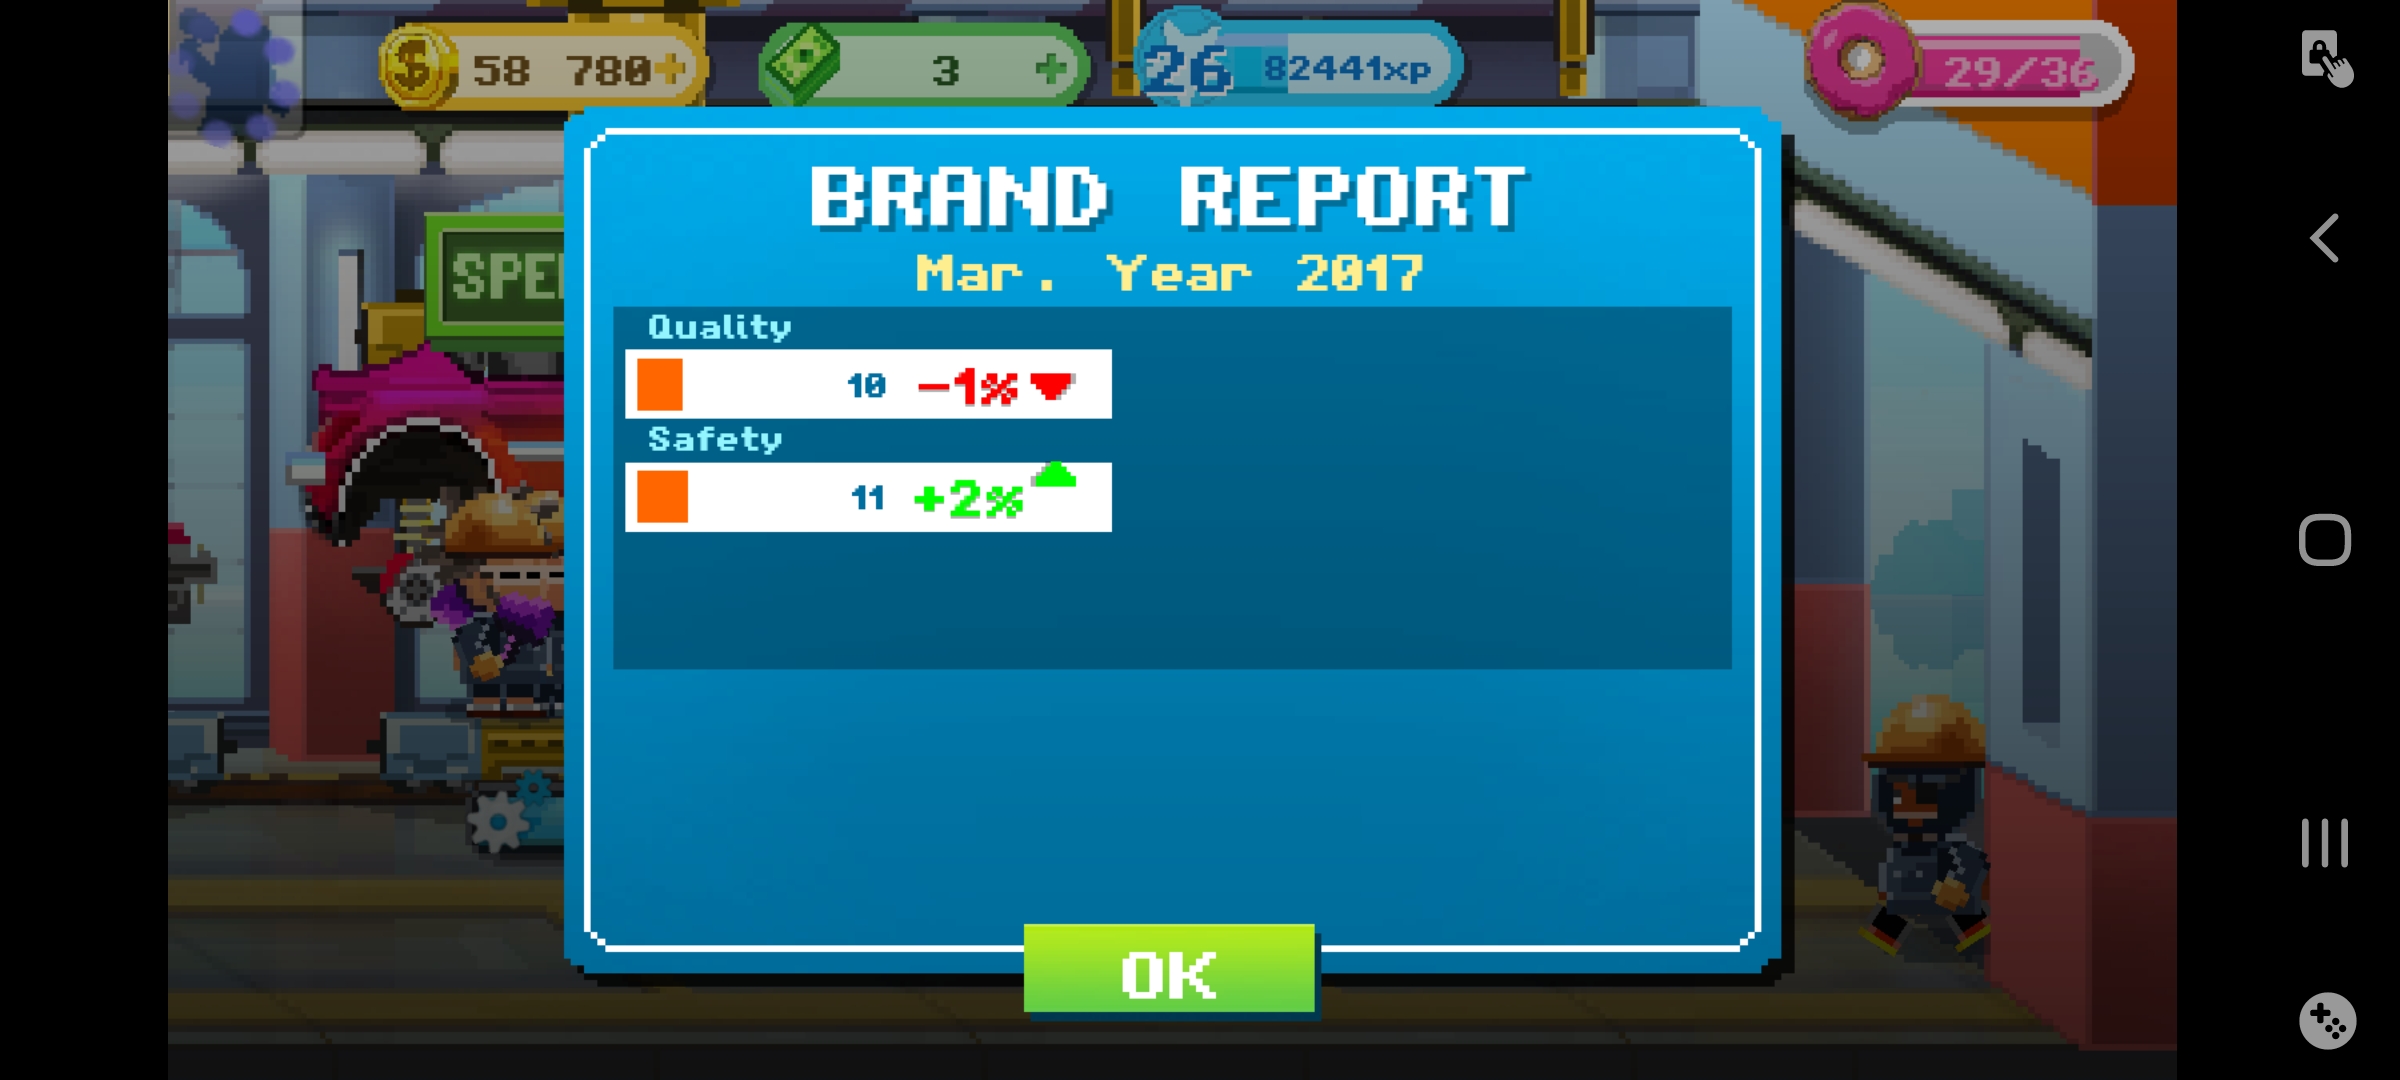 58 780+
3 +
26 82441xp
29/36
BRAND REPORT
Mar. Year 2017
Quality
10 -1%
Safety
11 +2%
OK